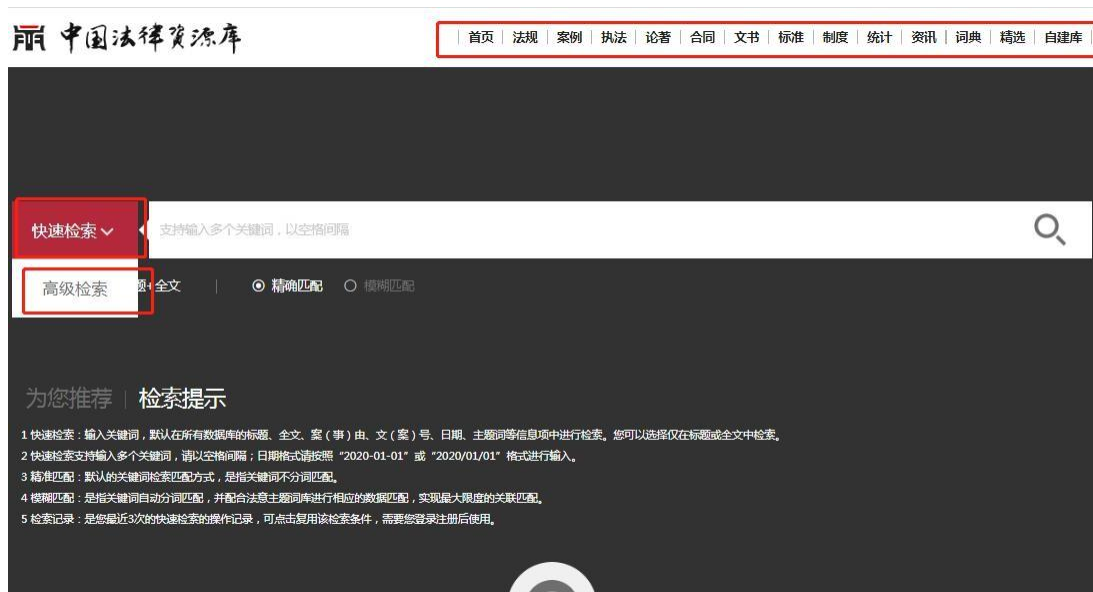 中国法律资源库
首页 | 法规 | 案例 | 执法 | 论著 | 合同 | 文书 | 标准 | 制度 | 统计 | 资讯 | 词典 | 精选 | 自建库
快速检索
支持输入多个关键词，以空格间隔
高级检索
题+全文 | 精确匹配 模糊匹配
为您推荐 | 检索提示
1 快速检索：输入关键词，默认在所有数据库的标题、全文、案（事）由、文（案）号、日期、主题词等信息项中进行检索。您可以选择仅在标题或全文中检索。
2 快速检索支持输入多个关键词，请以空格间隔；日期格式请按照“2020-01-01”或“2020/01/01”格式进行输入。
3 精准匹配：默认的关键词检索匹配方式，是指关键词不分词匹配。
4 模糊匹配：是指关键词自动分词匹配，并配合法意主题词库进行相应的数据匹配，实现最大限度的关联匹配。
5 检索记录：是您最近3次的快速检索的操作记录，可点击复用该检索条件，需要您登录注册后使用。